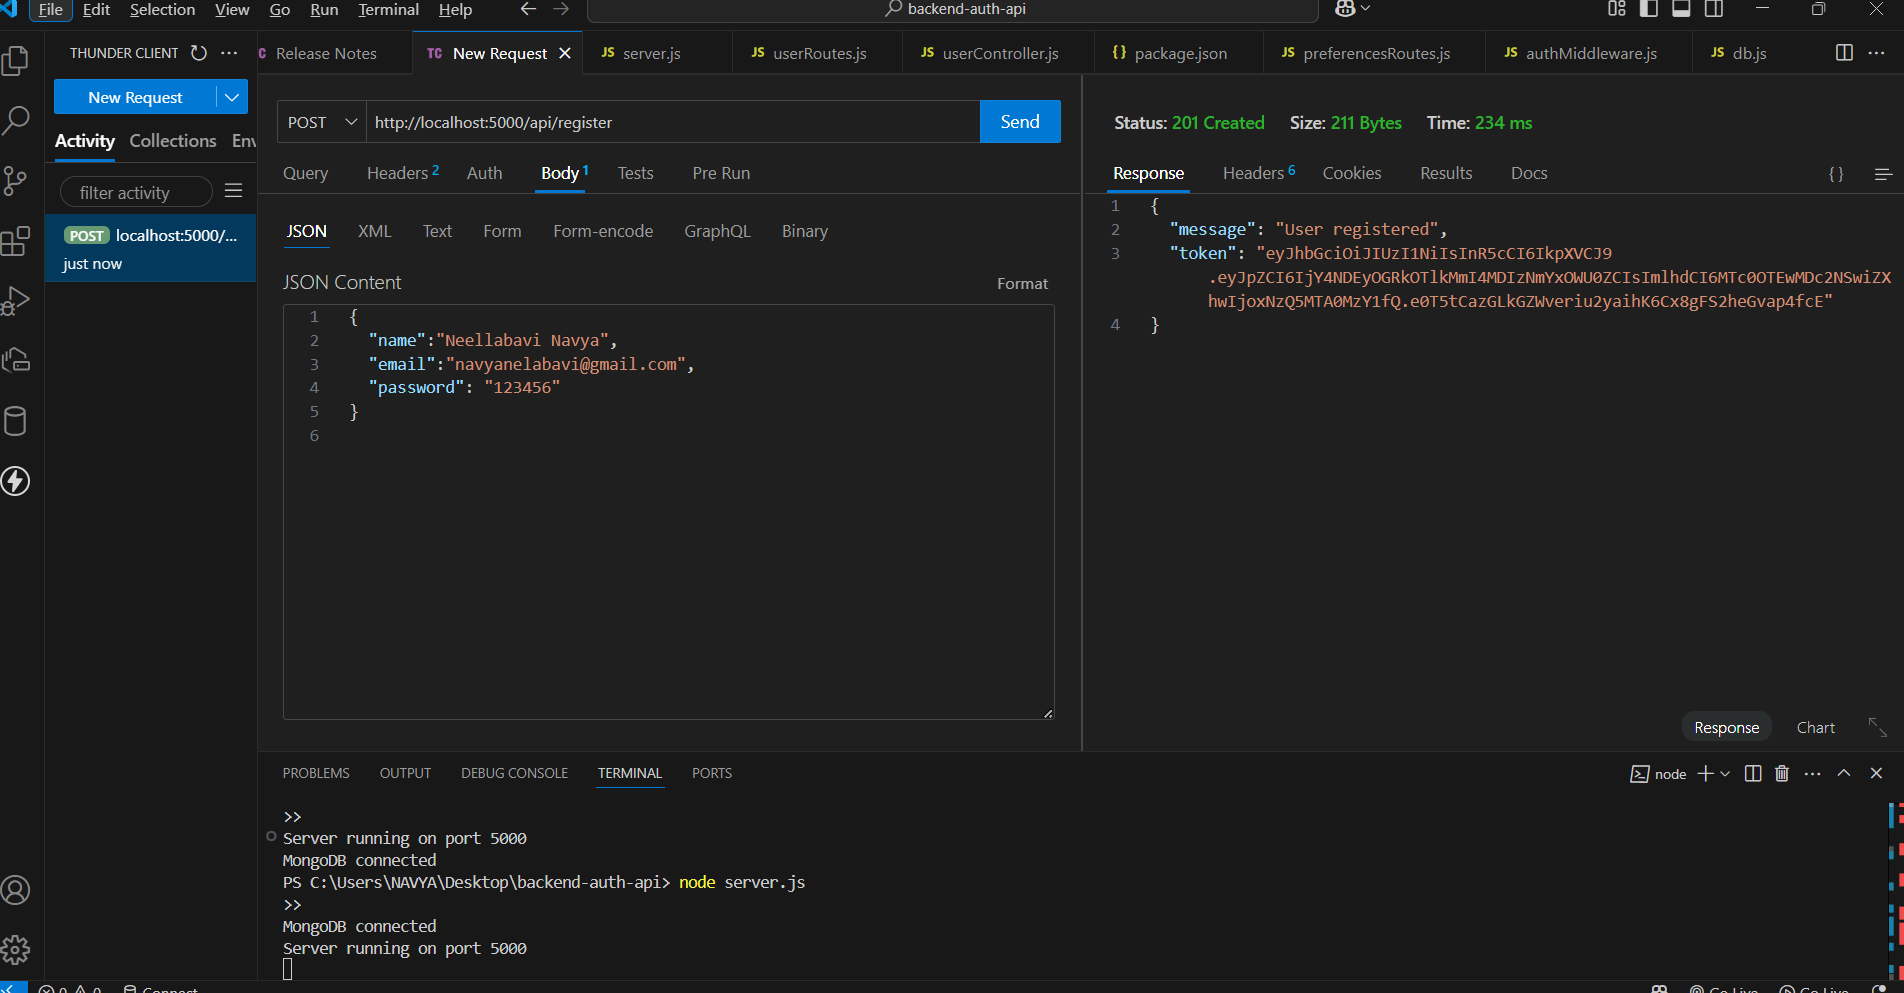 File Edit Selection View Go Run Terminal Help backend-auth-api
THUNDER CLIENT Release Notes TC New Request JS server.js JS userRoutes.js JS userController.js {} package.json JS preferencesRoutes.js JS authMiddleware.js JS db.js
New Request
Activity Collections Env
filter activity
POST localhost:5000/...
just now
POST http://localhost:5000/api/register Send
Query Headers 2 Auth Body 1 Tests Pre Run
JSON XML Text Form Form-encode GraphQL Binary
JSON Content Format
1 {
2 "name":"Neellabavi Navya",
3 "email":"navyanelabavi@gmail.com",
4 "password": "123456"
5 }
6
Status: 201 Created Size: 211 Bytes Time: 234 ms
Response Headers 6 Cookies Results Docs {}
1 {
2 "message": "User registered",
3 "token": "eyJhbGciOiJIUzI1NiIsInR5cCI6IkpXVCJ9
.eyJpZCI6IjY4NDEyOGRkOTlkMmI4MDIzNmYxOWU0ZCIsImlhdCI6MTc0OTEwMDc2NSwiZX
hwIjoxNzQ5MTA0MzY1fQ.e0T5tCazGLkGZWveriu2yaihK6Cx8gFS2heGvap4fcE"
4 }
Response Chart
PROBLEMS OUTPUT DEBUG CONSOLE TERMINAL PORTS node
>>
Server running on port 5000
MongoDB connected
PS C:\Users\NAVYA\Desktop\backend-auth-api> node server.js
>>
MongoDB connected
Server running on port 5000
0 0 Connect Go Live Go Live